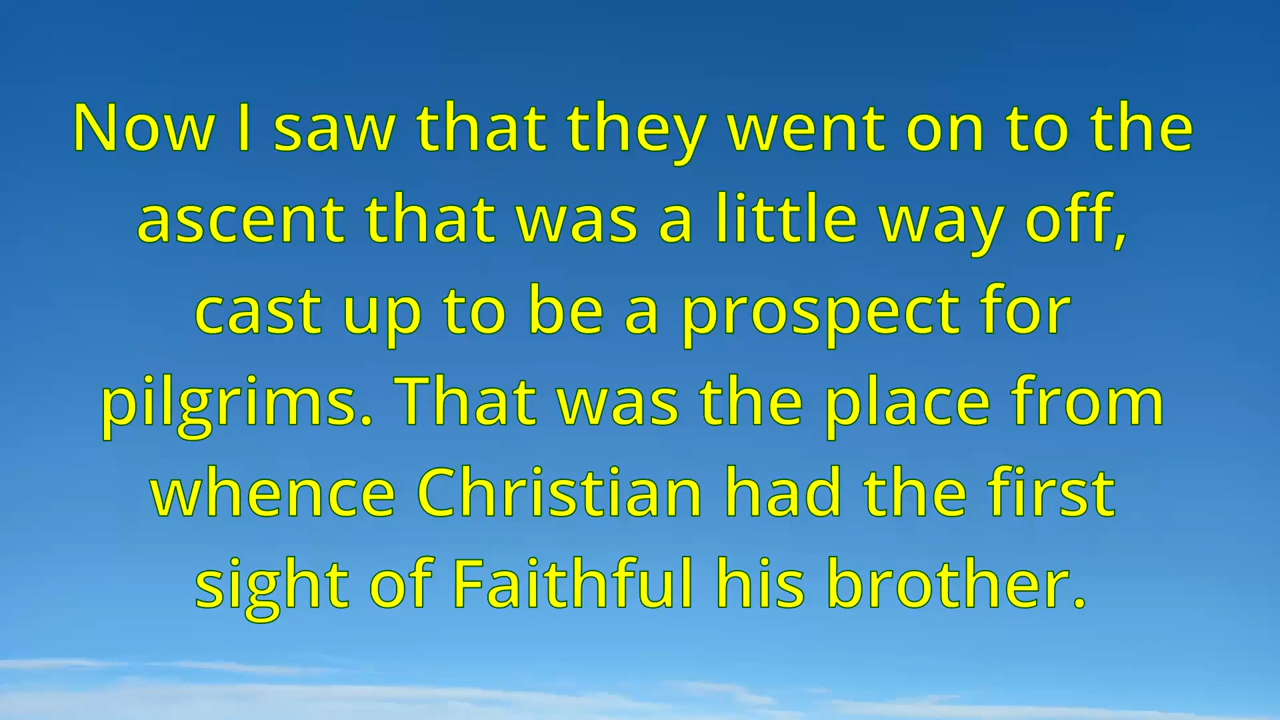 Now I saw that they went on to the
ascent that was a little way off,
cast up to be a prospect for
pilgrims. That was the place from
whence Christian had the first
sight of Faithful his brother.